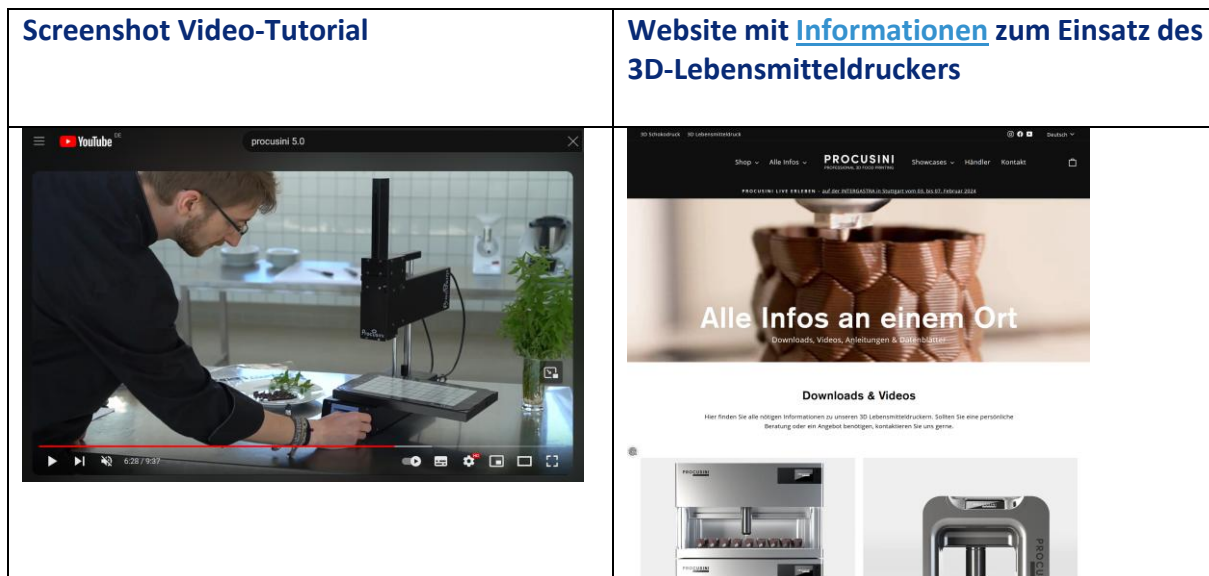 Screenshot Video-Tutorial
Website mit Informationen zum Einsatz des
3D-Lebensmitteldruckers
YouTube DE
procusini 5.0
PROCUSINI
6:28 / 9:37
HD
3D Schokodruck 3D Lebensmitteldruck
Deutsch
Shop Alle Infos PROCUSINI Showcases Händler Kontakt
PROFESSIONAL 3D FOOD PRINTING
PROCUSINI LIVE ERLEBEN – auf der INTERGASTRA in Stuttgart vom 03. bis 07. Februar 2024
Alle Infos an einem Ort
Downloads, Videos, Anleitungen & Datenblätter
Downloads & Videos
Hier finden Sie alle nötigen Informationen zu unseren 3D Lebensmitteldruckern. Sollten Sie eine persönliche
Beratung oder ein Angebot benötigen, kontaktieren Sie uns gerne.
PROCUSINI
PROCUSINI